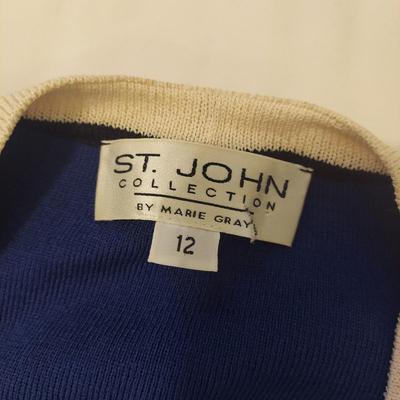 ST. JOHN
COLLECTION
BY MARIE GRAY
12